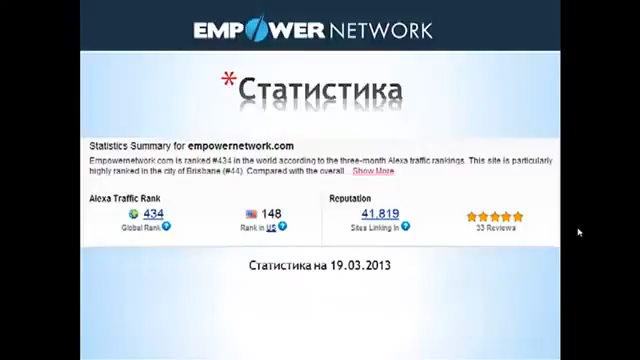 EMPOWER NETWORK
*Статистика
Statistics Summary for empowernetwork.com
Empowernetwork.com is ranked #434 in the world according to the three-month Alexa traffic rankings. This site is particularly
highly ranked in the city of Brisbane (#44). Compared with the overall... Show More
Alexa Traffic Rank
Reputation
434
148
41,819
Global Rank ?
Rank in US ?
Sites Linking In ?
33 Reviews
Статистика на 19.03.2013